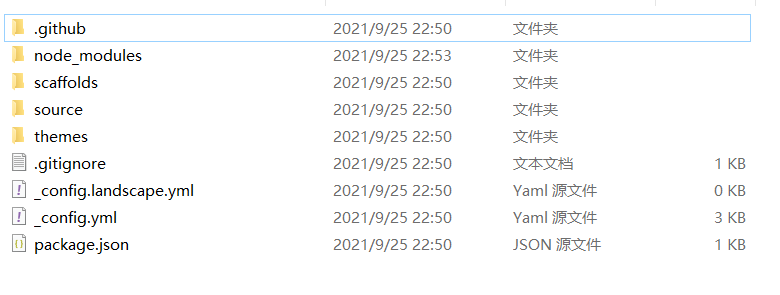 .github 2021/9/25 22:50 文件夹
node_modules 2021/9/25 22:53 文件夹
scaffolds 2021/9/25 22:50 文件夹
source 2021/9/25 22:50 文件夹
themes 2021/9/25 22:50 文件夹
.gitignore 2021/9/25 22:50 文本文档 1 KB
_config.landscape.yml 2021/9/25 22:50 Yaml 源文件 0 KB
_config.yml 2021/9/25 22:50 Yaml 源文件 3 KB
package.json 2021/9/25 22:50 JSON 源文件 1 KB